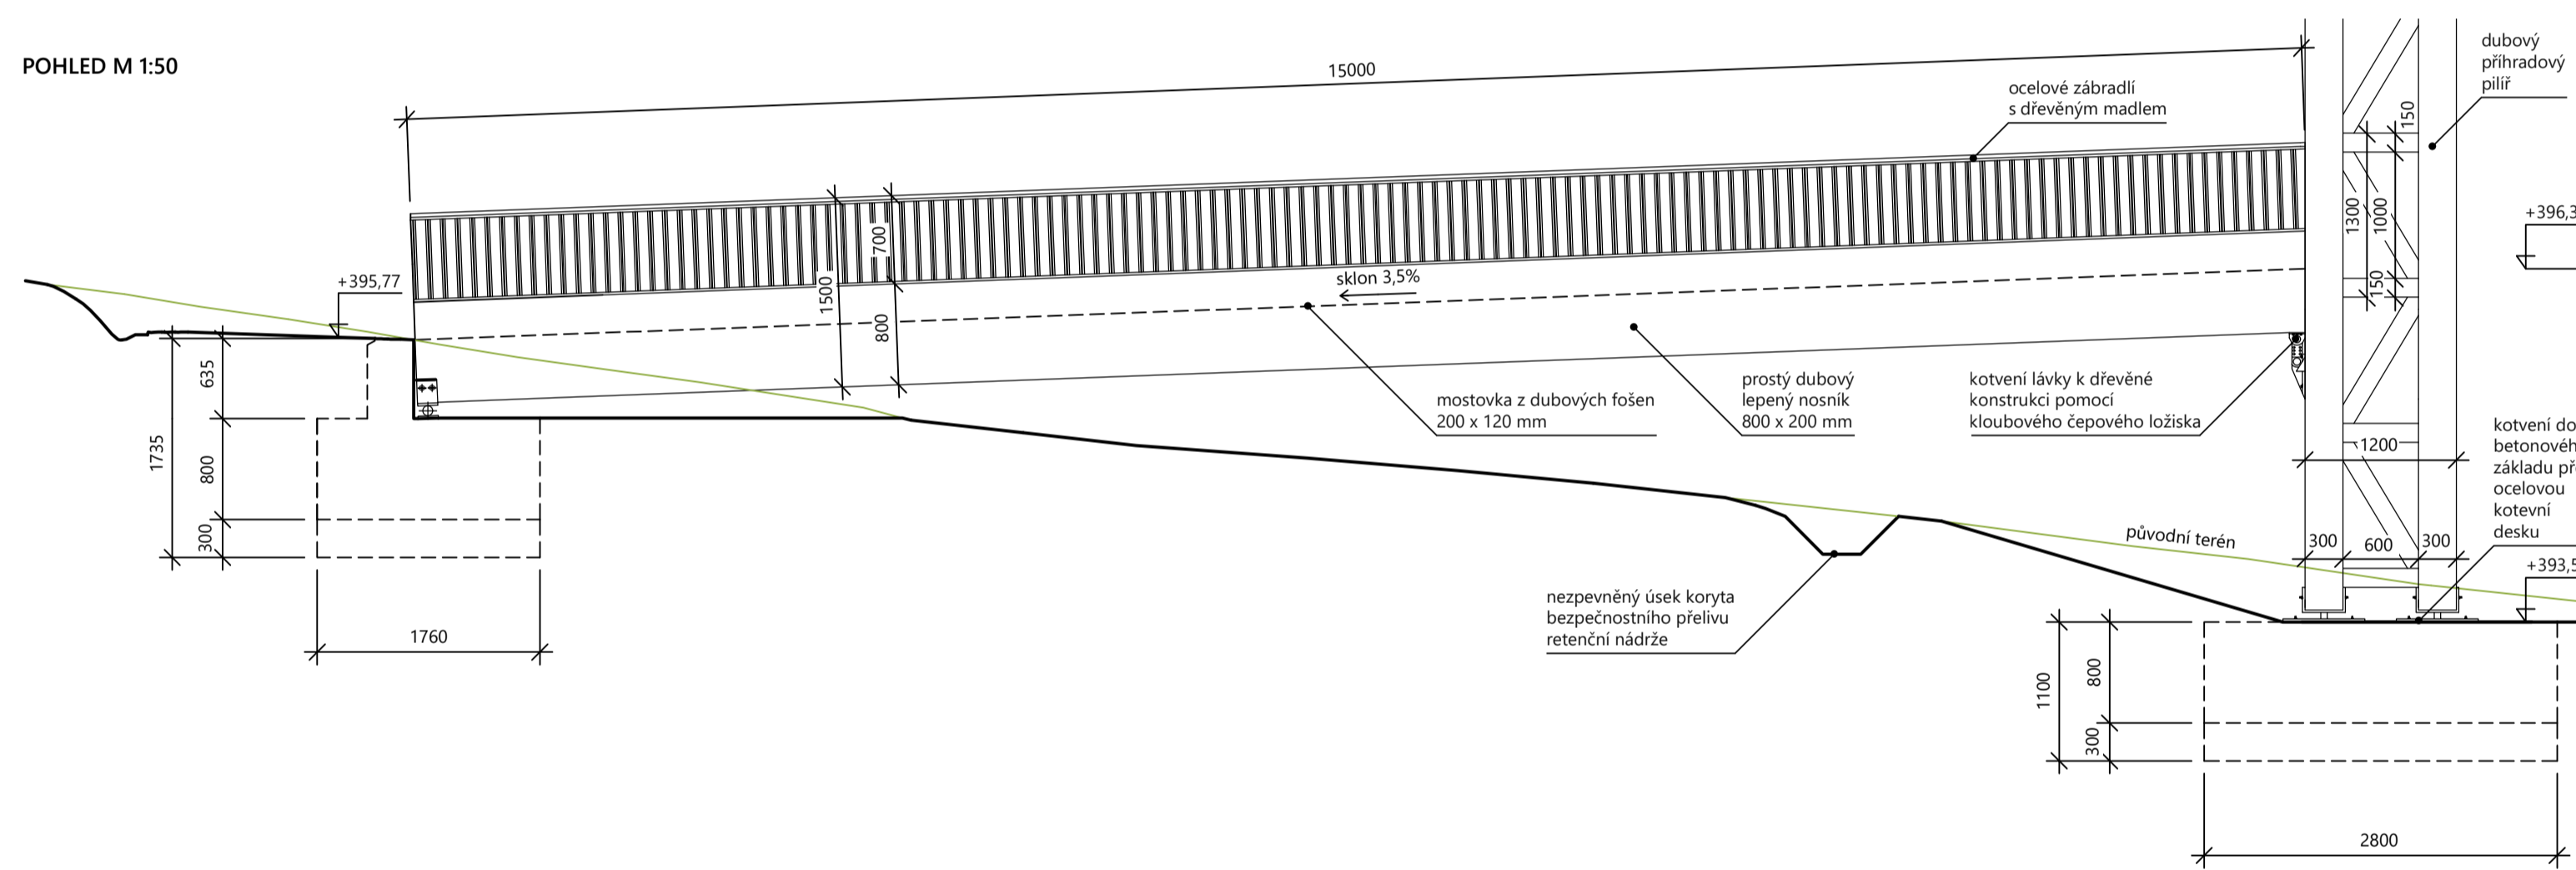 POHLED M 1:50
15000
dubový
příhradový
pilíř
ocelové zábradlí
s dřevěným madlem
150
1300
1000
150
+396,3
+395,77
700
1500
800
sklon 3,5%
635
800
300
1735
1760
mostovka z dubových fošen
200 x 120 mm
prostý dubový
lepený nosník
800 x 200 mm
kotvení lávky k dřevěné
konstrukci pomocí
kloubového čepového ložiska
1200
kotvení do
betonovéh
základu př
ocelovou
kotevní
desku
původní terén
300
600
300
+393,5
nezpevněný úsek koryta
bezpečnostního přelivu
retenční nádrže
1100
800
300
2800